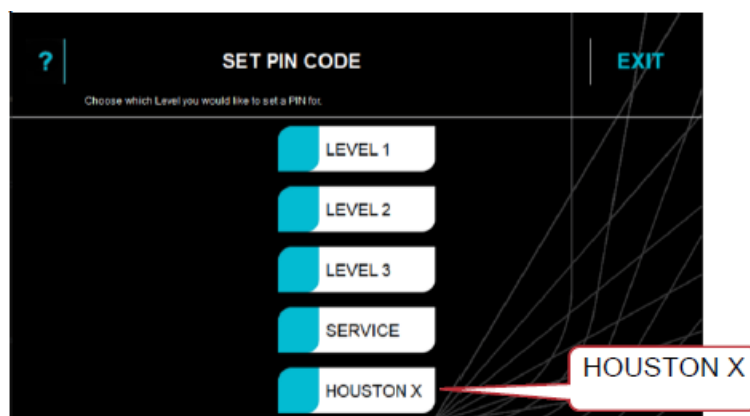 ?
SET PIN CODE
EXIT
Choose which Level you would like to set a PIN for.
LEVEL 1
LEVEL 2
LEVEL 3
SERVICE
HOUSTON X
HOUSTON X